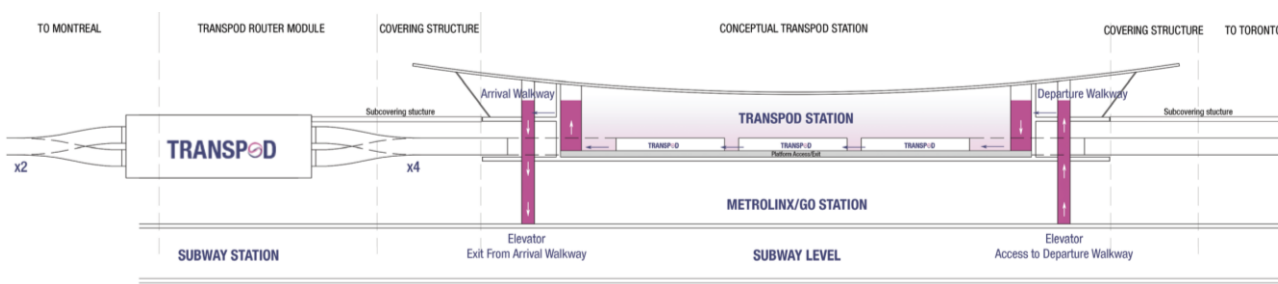 TO MONTREAL
TRANSPOD ROUTER MODULE
COVERING STRUCTURE
CONCEPTUAL TRANSPOD STATION
COVERING STRUCTURE
TO TORONTO
Arrival Walkway
Departure Walkway
Subcovering stucture
Subcovering stucture
TRANSPOD STATION
TRANSPOD
TRANSPOD
TRANSPOD
TRANSPOD
Platform Access/Exit
x2
x4
METROLINX/GO STATION
Elevator
Exit From Arrival Walkway
Elevator
Access to Departure Walkway
SUBWAY STATION
SUBWAY LEVEL